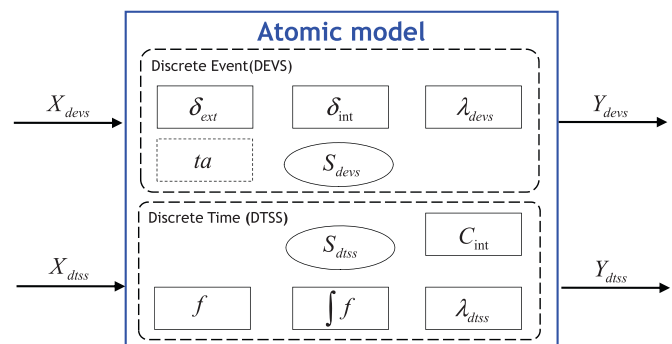 Atomic model
Discrete Event(DEVS)
X_devs δ_ext δ_int λ_devs Y_devs
ta S_devs
Discrete Time (DTSS)
S_dtss C_int
X_dtss Y_dtss
f ∫f λ_dtss